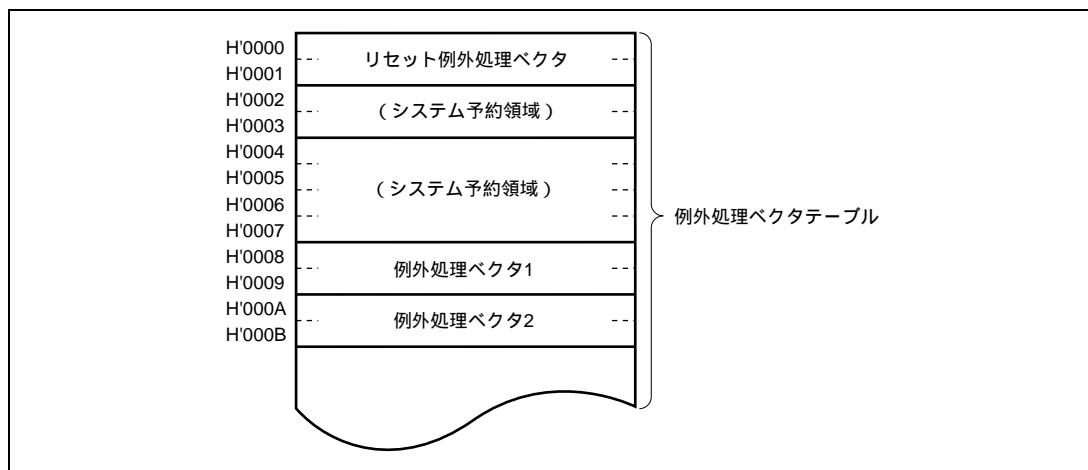 H'0000
リセット例外処理ベクタ
H'0001
H'0002
(システム予約領域)
H'0003
H'0004
H'0005
(システム予約領域)
H'0006
例外処理ベクタテーブル
H'0007
H'0008
例外処理ベクタ1
H'0009
H'000A
例外処理ベクタ2
H'000B